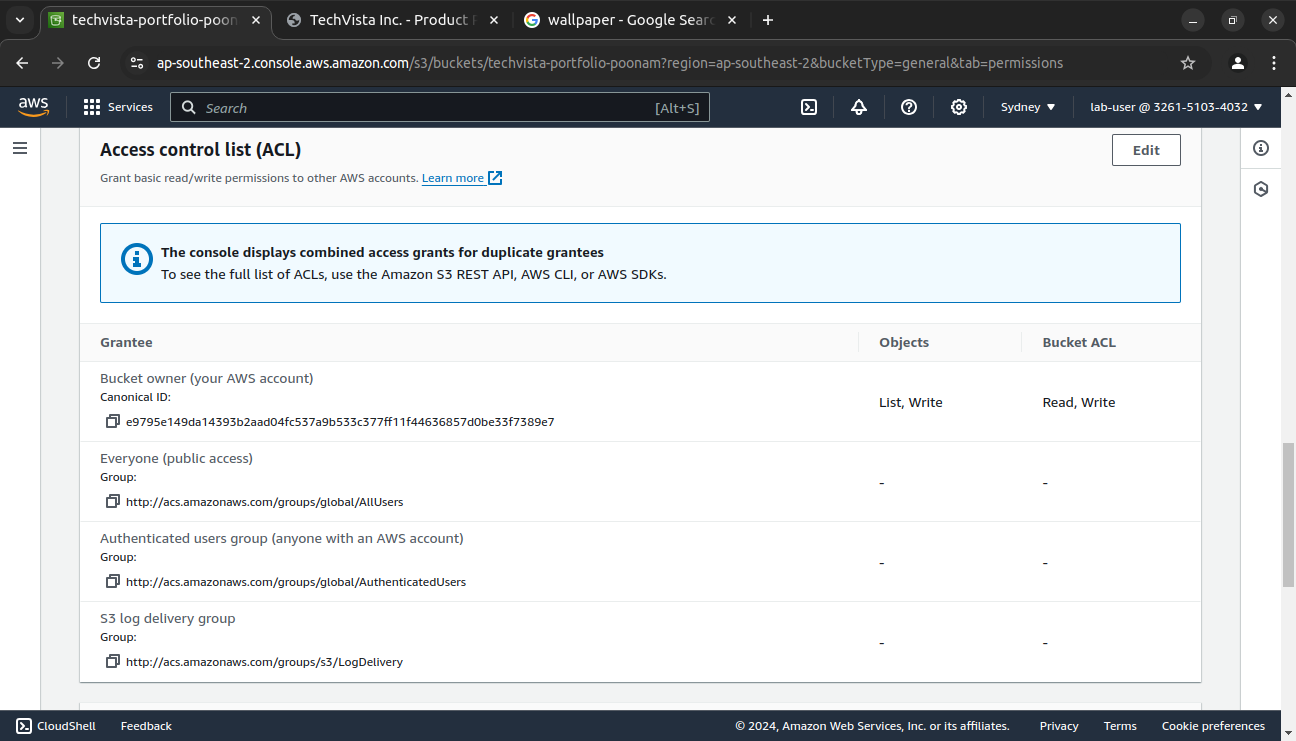 techvista-portfolio-poon
TechVista Inc. - Product
wallpaper - Google Searc
ap-southeast-2.console.aws.amazon.com/s3/buckets/techvista-portfolio-poonam?region=ap-southeast-2&bucketType=general&tab=permissions
aws
Services
Search
[Alt+S]
Sydney
lab-user @ 3261-5103-4032
Access control list (ACL)
Edit
Grant basic read/write permissions to other AWS accounts. Learn more
The console displays combined access grants for duplicate grantees
To see the full list of ACLs, use the Amazon S3 REST API, AWS CLI, or AWS SDKs.
Grantee Objects Bucket ACL
Bucket owner (your AWS account)
Canonical ID:
List, Write Read, Write
e9795e149da14393b2aad04fc537a9b533c377ff11f44636857d0be33f7389e7
Everyone (public access)
Group:
- -
http://acs.amazonaws.com/groups/global/AllUsers
Authenticated users group (anyone with an AWS account)
Group:
- -
http://acs.amazonaws.com/groups/global/AuthenticatedUsers
S3 log delivery group
Group:
- -
http://acs.amazonaws.com/groups/s3/LogDelivery
CloudShell Feedback © 2024, Amazon Web Services, Inc. or its affiliates. Privacy Terms Cookie preferences